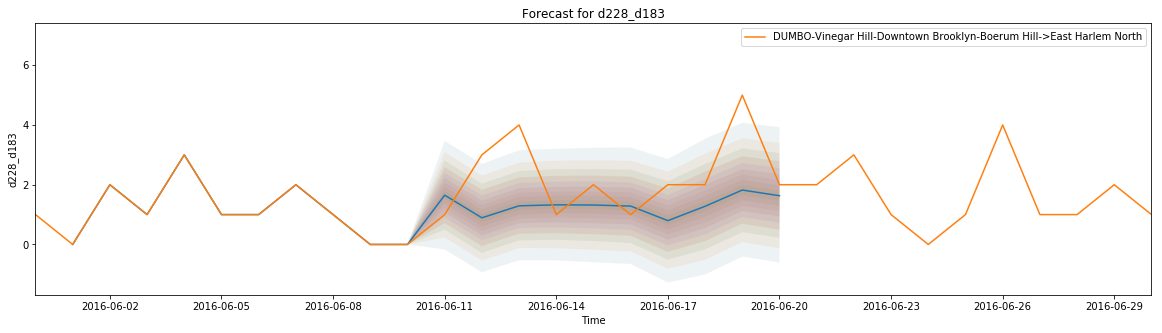 Forecast for d228_d183
DUMBO-Vinegar Hill-Downtown Brooklyn-Boerum Hill->East Harlem North
6
4
2
0
d228_d183
2016-06-02 2016-06-05 2016-06-08 2016-06-11 2016-06-14 2016-06-17 2016-06-20 2016-06-23 2016-06-26 2016-06-29
Time